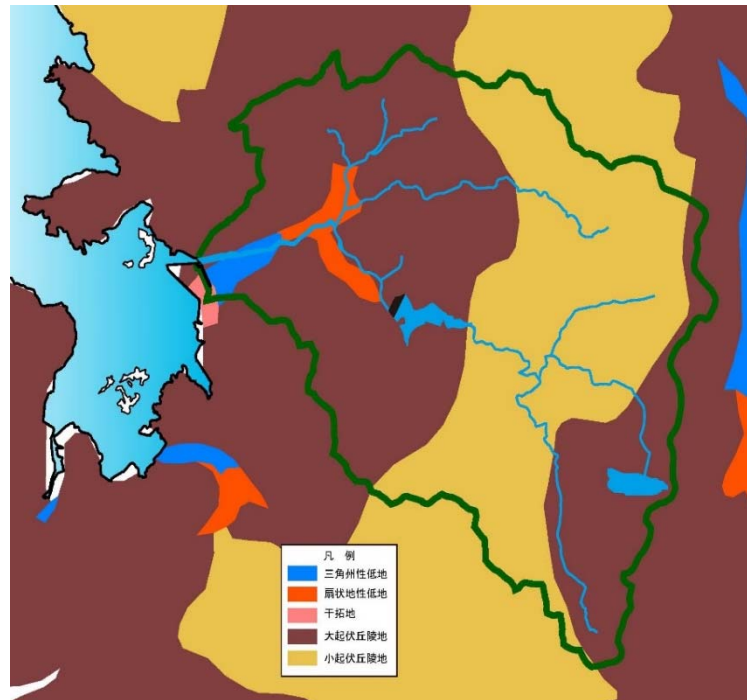 凡 例
三角州性低地
扇状地性低地
干拓地
大起伏丘陵地
小起伏丘陵地